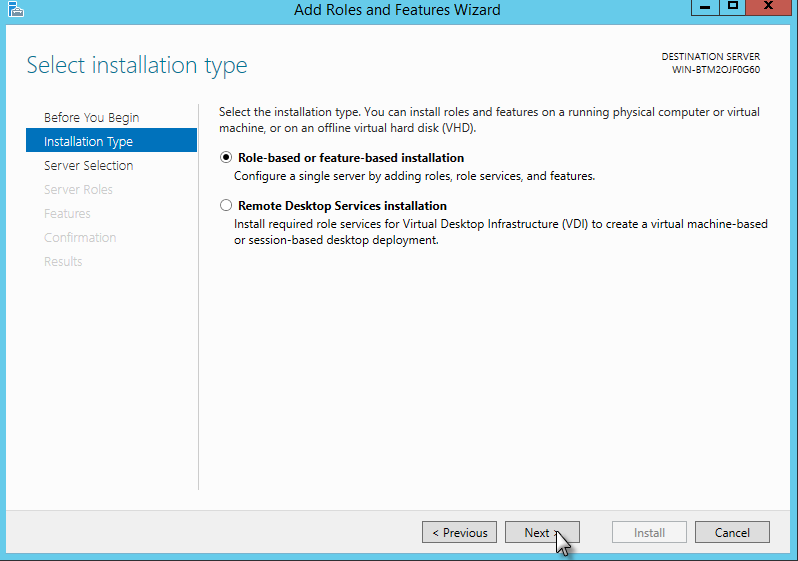 Add Roles and Features Wizard
Select installation type
DESTINATION SERVER
WIN-BTM2OJF0G60
Before You Begin
Installation Type
Server Selection
Server Roles
Features
Confirmation
Results
Select the installation type. You can install roles and features on a running physical computer or virtual
machine, or on an offline virtual hard disk (VHD).
Role-based or feature-based installation
Configure a single server by adding roles, role services, and features.
Remote Desktop Services installation
Install required role services for Virtual Desktop Infrastructure (VDI) to create a virtual machine-based
or session-based desktop deployment.
< Previous
Next >
Install
Cancel